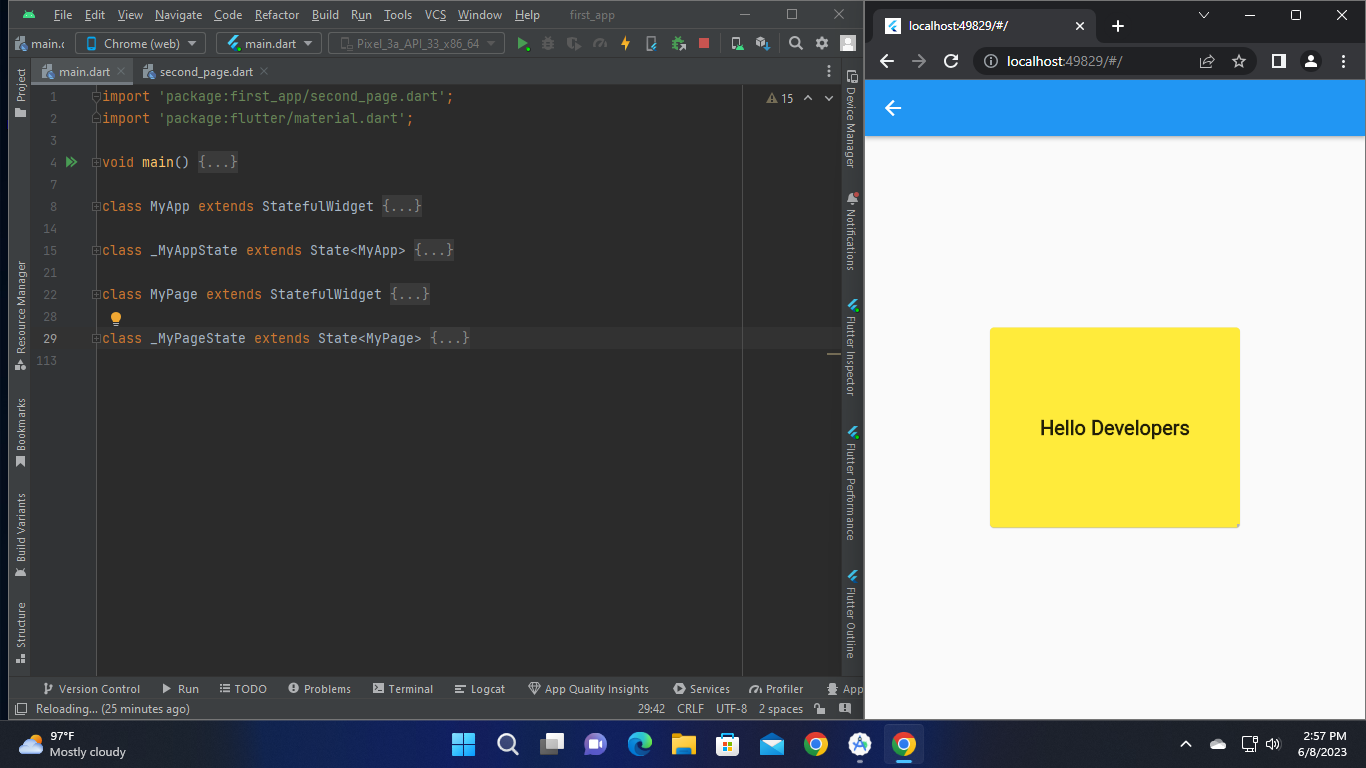 File Edit View Navigate Code Refactor Build Run Tools VCS Window Help first_app
main.c Chrome (web) main.dart Pixel_3a_API_33_x86_64
main.dart second_page.dart
1 import 'package:first_app/second_page.dart';
15
2 import 'package:flutter/material.dart';
3
4 void main() {...}
7
8 class MyApp extends StatefulWidget {...}
14
15 class _MyAppState extends State<MyApp> {...}
21
22 class MyPage extends StatefulWidget {...}
28
29 class _MyPageState extends State<MyPage> {...}
113
Project
Resource Manager
Bookmarks
Build Variants
Structure
Device Manager
Notifications
Flutter Inspector
Flutter Performance
Flutter Outline
Version Control Run TODO Problems Terminal Logcat App Quality Insights Services Profiler App
Reloading... (25 minutes ago) 29:42 CRLF UTF-8 2 spaces
localhost:49829/#/
localhost:49829/#/
Hello Developers
97°F
Mostly cloudy
2:57 PM
6/8/2023